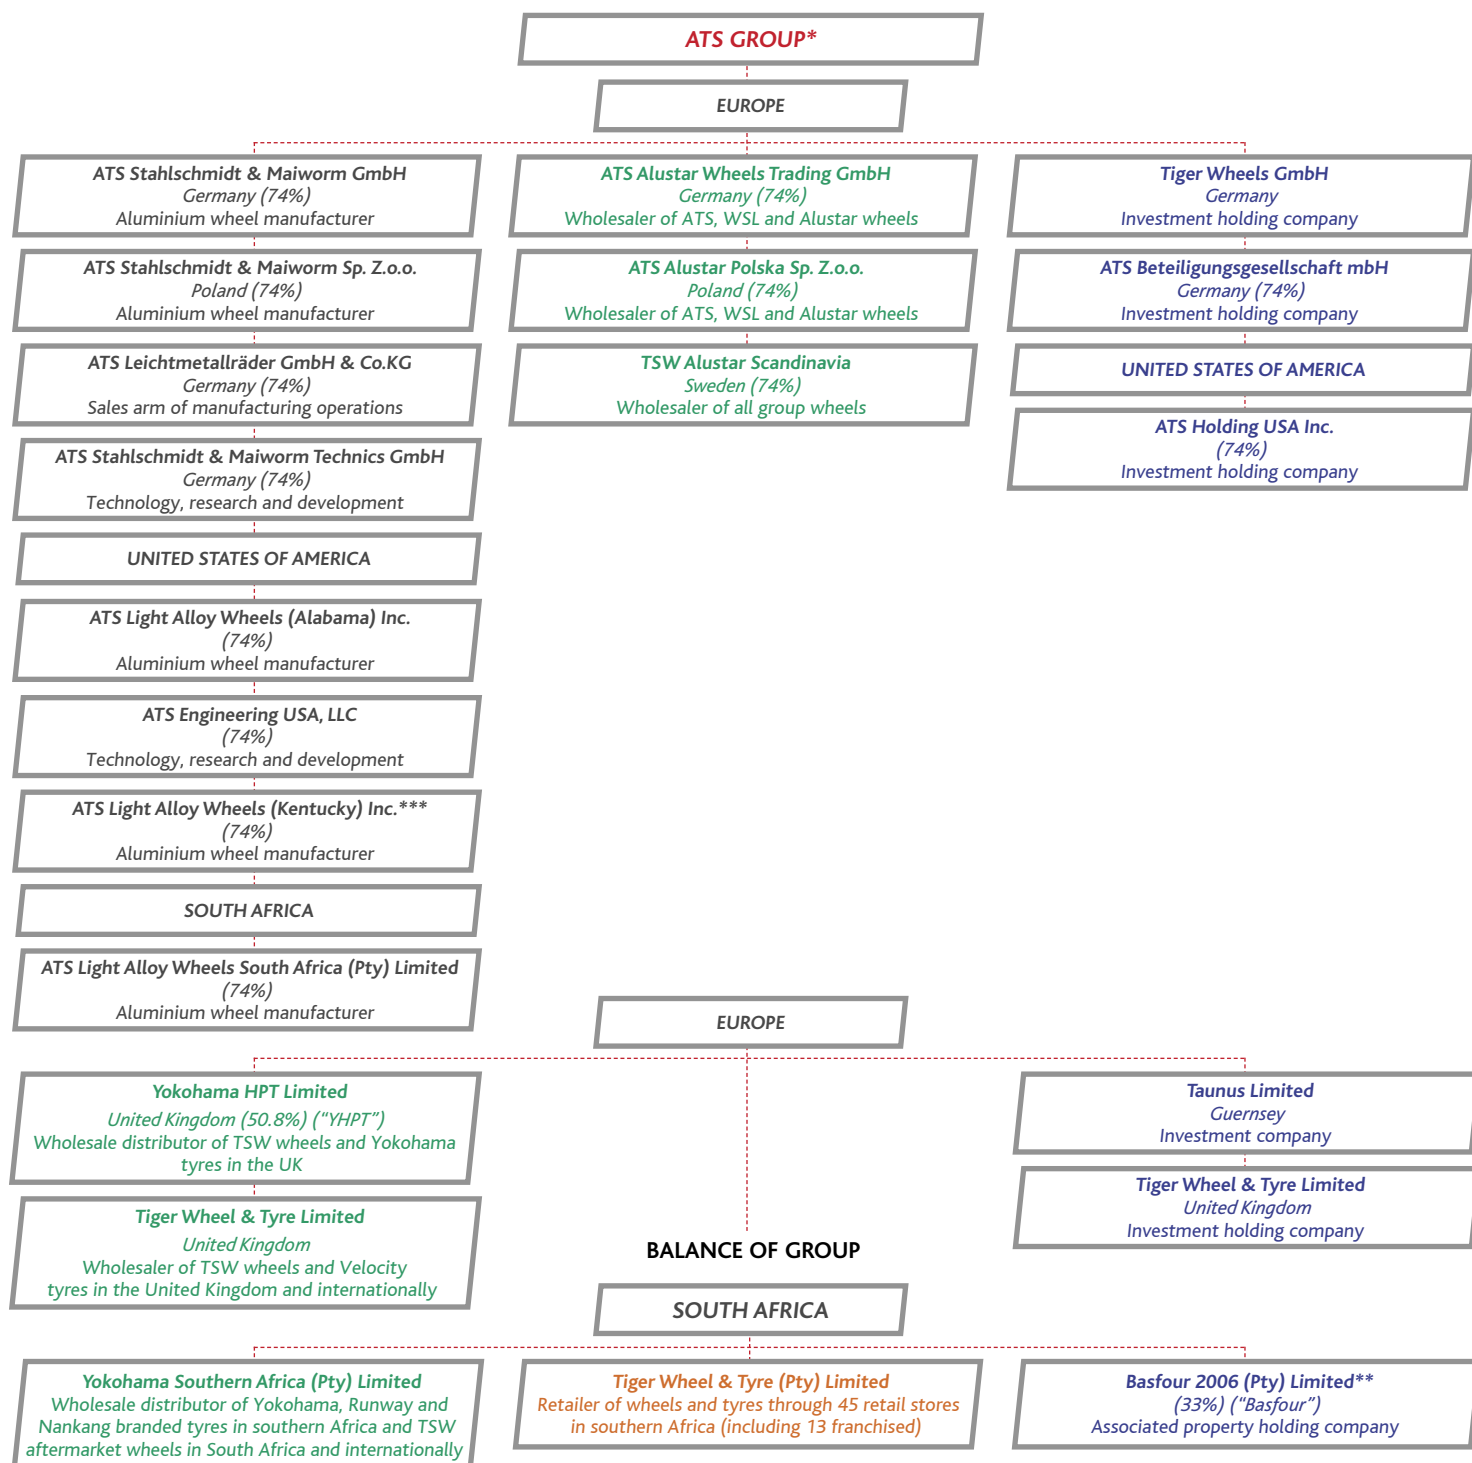 ATS GROUP*
EUROPE
ATS Stahlschmidt & Maiworm GmbH
Germany (74%)
Aluminium wheel manufacturer
ATS Stahlschmidt & Maiworm Sp. Z.o.o.
Poland (74%)
Aluminium wheel manufacturer
ATS Leichtmetallräder GmbH & Co.KG
Germany (74%)
Sales arm of manufacturing operations
ATS Stahlschmidt & Maiworm Technics GmbH
Germany (74%)
Technology, research and development
UNITED STATES OF AMERICA
ATS Light Alloy Wheels (Alabama) Inc.
(74%)
Aluminium wheel manufacturer
ATS Engineering USA, LLC
(74%)
Technology, research and development
ATS Light Alloy Wheels (Kentucky) Inc.***
(74%)
Aluminium wheel manufacturer
SOUTH AFRICA
ATS Light Alloy Wheels South Africa (Pty) Limited
(74%)
Aluminium wheel manufacturer
ATS Alustar Wheels Trading GmbH
Germany (74%)
Wholesaler of ATS, WSL and Alustar wheels
ATS Alustar Polska Sp. Z.o.o.
Poland (74%)
Wholesaler of ATS, WSL and Alustar wheels
TSW Alustar Scandinavia
Sweden (74%)
Wholesaler of all group wheels
Tiger Wheels GmbH
Germany
Investment holding company
ATS Beteiligungsgesellschaft mbH
Germany (74%)
Investment holding company
UNITED STATES OF AMERICA
ATS Holding USA Inc.
(74%)
Investment holding company
EUROPE
Yokohama HPT Limited
United Kingdom (50.8%) (“YHPT”)
Wholesale distributor of TSW wheels and Yokohama
tyres in the UK
Tiger Wheel & Tyre Limited
United Kingdom
Wholesaler of TSW wheels and Velocity
tyres in the United Kingdom and internationally
Taunus Limited
Guernsey
Investment company
Tiger Wheel & Tyre Limited
United Kingdom
Investment holding company
BALANCE OF GROUP
SOUTH AFRICA
Yokohama Southern Africa (Pty) Limited
Wholesale distributor of Yokohama, Runway and
Nankang branded tyres in southern Africa and TSW
aftermarket wheels in South Africa and internationally
Tiger Wheel & Tyre (Pty) Limited
Retailer of wheels and tyres through 45 retail stores
in southern Africa (including 13 franchised)
Basfour 2006 (Pty) Limited**
(33%) (“Basfour”)
Associated property holding company